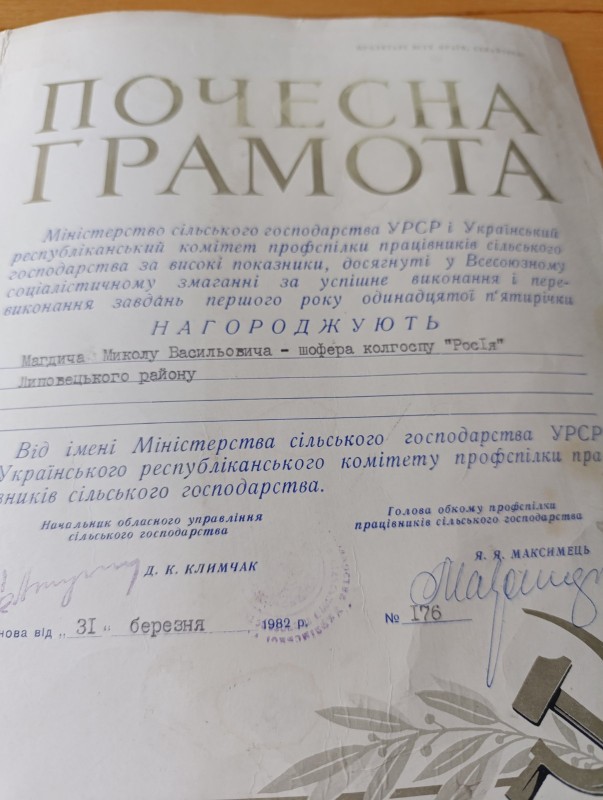 ПОЧЕСНА
ГРАМОТА
Міністерство сільського господарства УРСР і Український
республіканський комітет профспілки працівників сільського
господарства за високі показники, досягнуті у Всесоюзному
соціалістичному змаганні за успішне виконання і пере-
виконання завдань першого року одинадцятої п'ятирічки
НАГОРОДЖУЮТЬ
Магдича Миколу Васильовича - шофера колгоспу "Росія"
Липовецького району
Від імені Міністерства сільського господарства УРСР
Українського республіканського комітету профспілки пра
вників сільського господарства.
Начальник обласного управління
сільського господарства
Голова обкому профспілки
працівників сільського господарства
Д. К. КЛИМЧАК
Я. Я. МАКСИМЕЦЬ
нова від „31" березня 1982 р.
№ 176